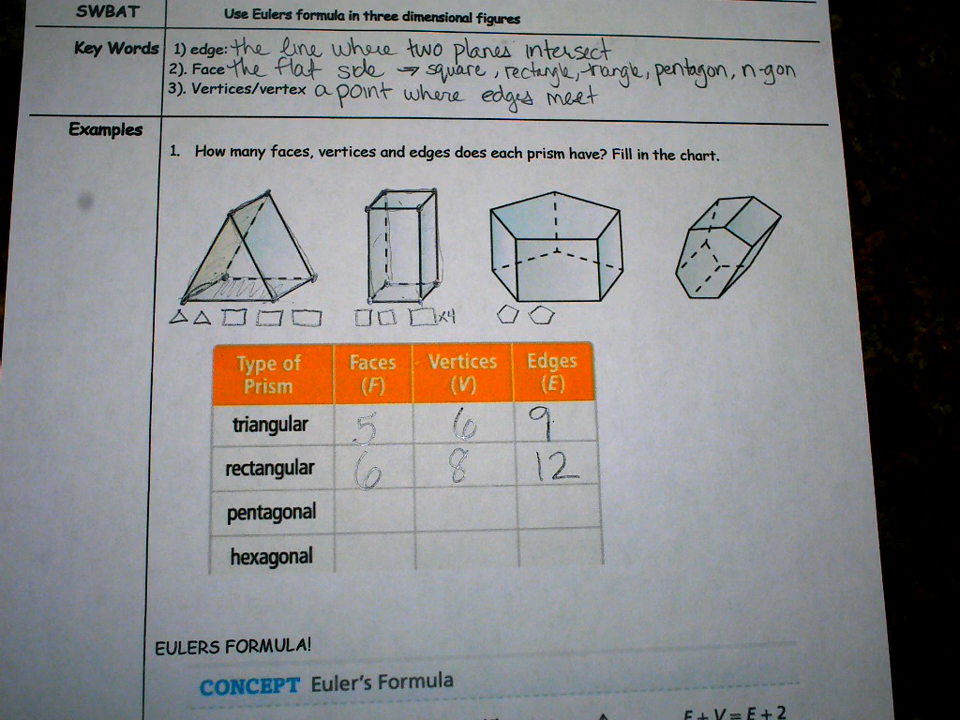 SWBAT Use Eulers formula in three dimensional figures
Key Words 1) edge: the line where two planes intersect
2). Face the flat side → square, rectangle, triangle, pentagon, n-gon
3). Vertices/vertex a point where edges meet
Examples
1. How many faces, vertices and edges does each prism have? Fill in the chart.
x4
Type of Prism Faces (F) Vertices (V) Edges (E)
triangular 5 6 9
rectangular 6 8 12
pentagonal
hexagonal
EULERS FORMULA!
CONCEPT Euler's Formula
F + V = E + 2